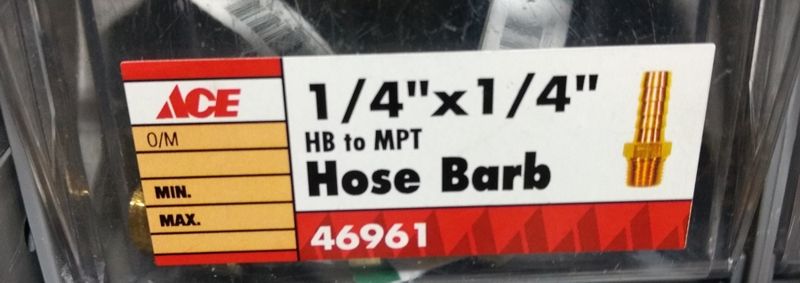 ACE
O/M
MIN.
MAX.
1/4"x1/4"
HB to MPT
Hose Barb
46961